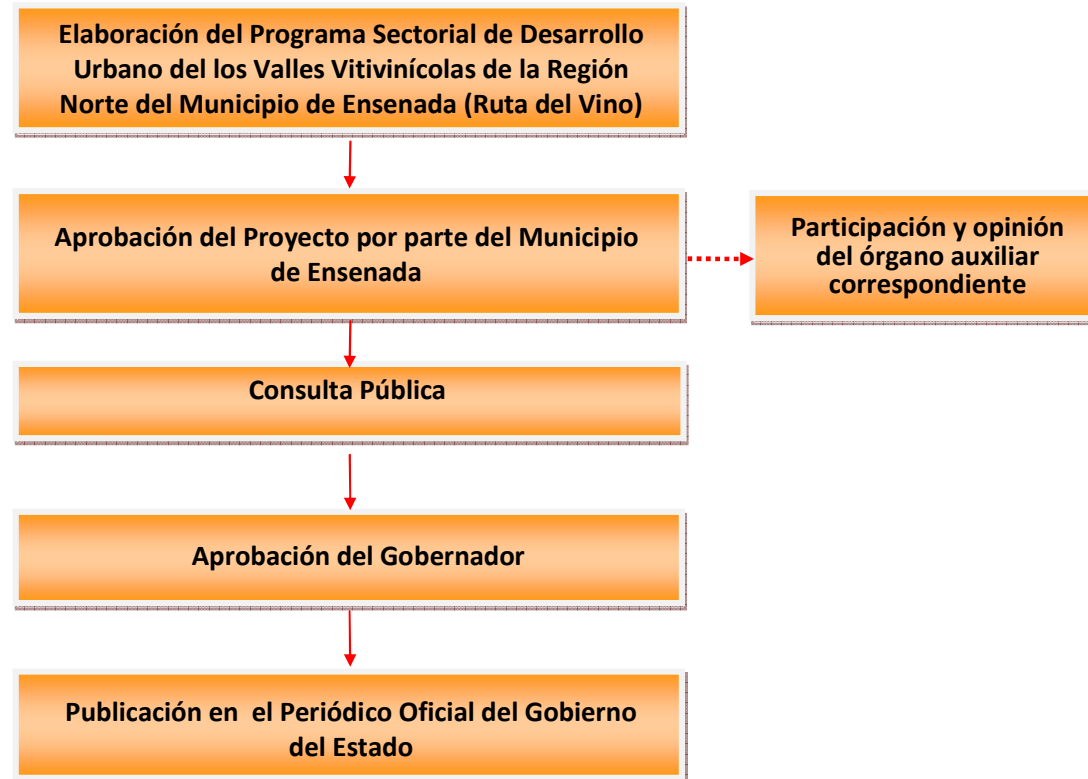 Elaboración del Programa Sectorial de Desarrollo
Urbano del los Valles Vitivinícolas de la Región
Norte del Municipio de Ensenada (Ruta del Vino)
Aprobación del Proyecto por parte del Municipio
de Ensenada
Participación y opinión
del órgano auxiliar
correspondiente
Consulta Pública
Aprobación del Gobernador
Publicación en el Periódico Oficial del Gobierno
del Estado